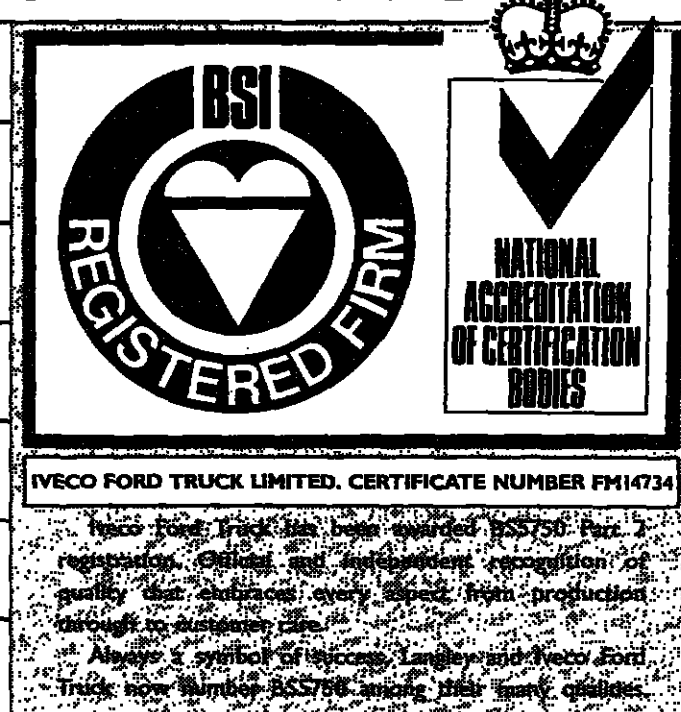 BSI
REGISTERED FIRM
NATIONAL
ACCREDITATION
OF CERTIFICATION
BODIES
IVECO FORD TRUCK LIMITED. CERTIFICATE NUMBER FM14734
Iveco Ford Truck has been awarded BS5750 Part 2
registration. Official and independent recognition of
quality that embraces every aspect from production
through to customer care.
Always a symbol of success, Langley and Iveco Ford
Truck now number BS5750 among their many qualities.